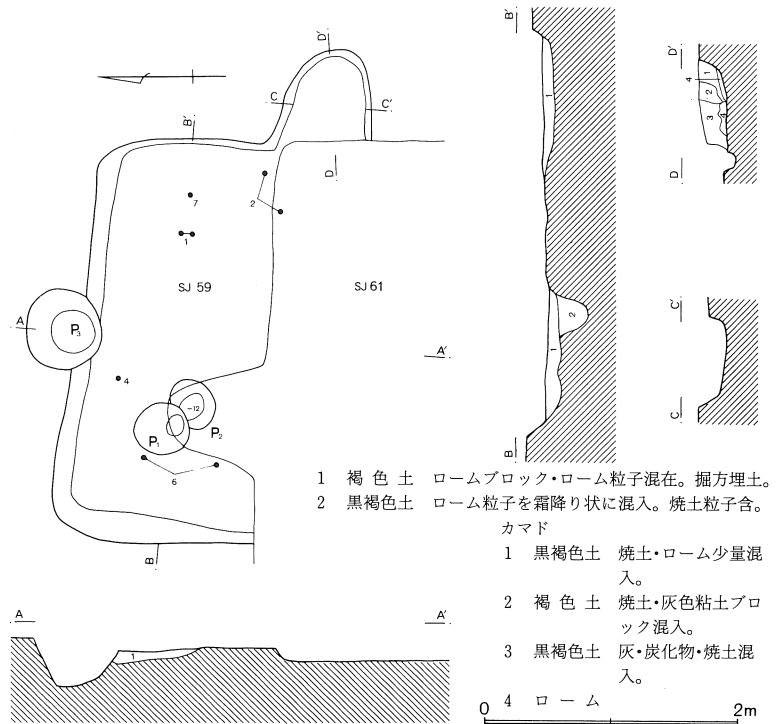 D′
C
C′
B′
D
7
2
1
SJ 59
SJ 61
A
P3
A′
4
-12
P1
P2
6
B
B′
1
2
1
B
D′
4
1
2
3
4
D
C′
C
1 褐色土 ロームブロック・ローム粒子混在。掘方埋土。
2 黒褐色土 ローム粒子を霜降り状に混入。焼土粒子含。
カマド
1 黒褐色土 焼土・ローム少量混
入。
2 褐色土 焼土・灰色粘土ブロ
ック混入。
3 黒褐色土 灰・炭化物・焼土混
入。
4 ローム
A
A′
1
0
2m